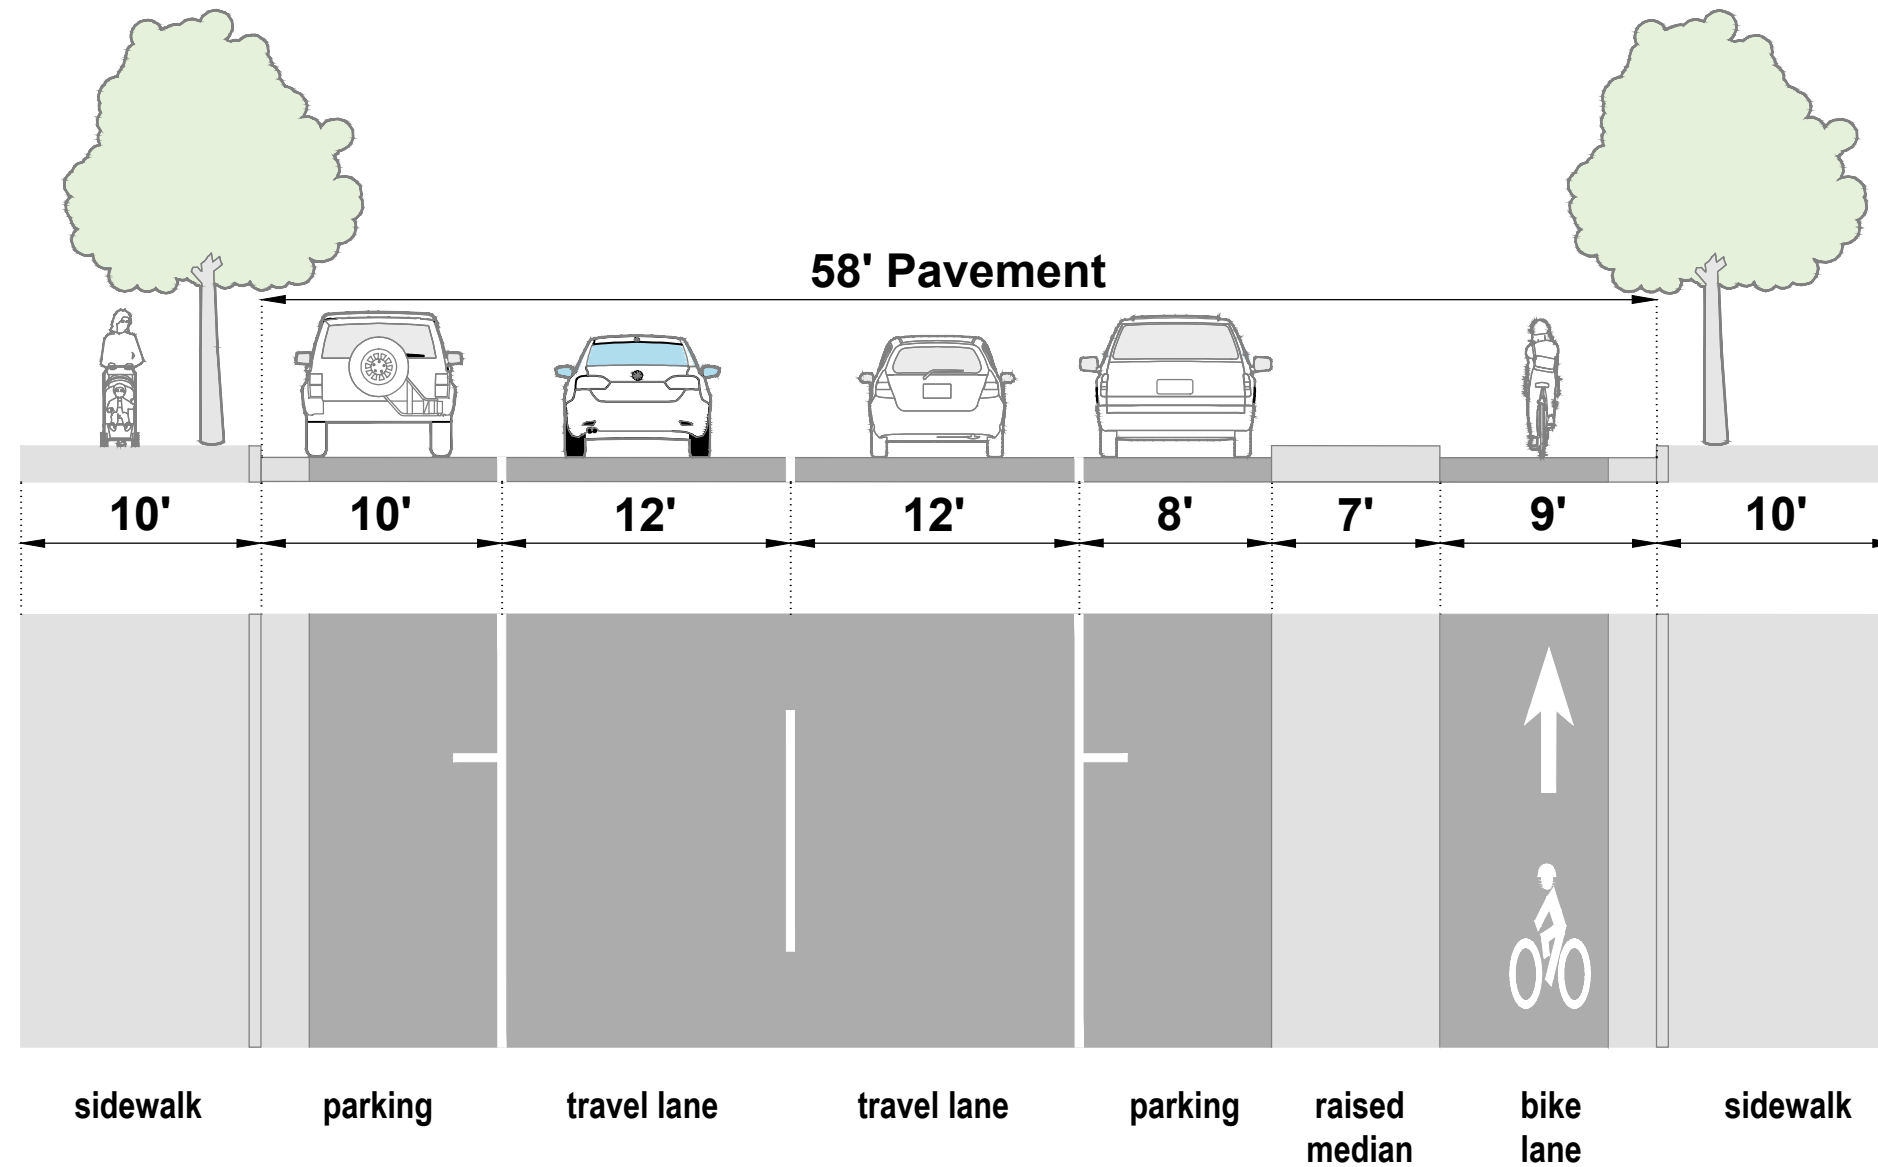 58' Pavement
10' 10' 12' 12' 8' 7' 9' 10'
sidewalk parking travel lane travel lane parking raised median bike lane sidewalk